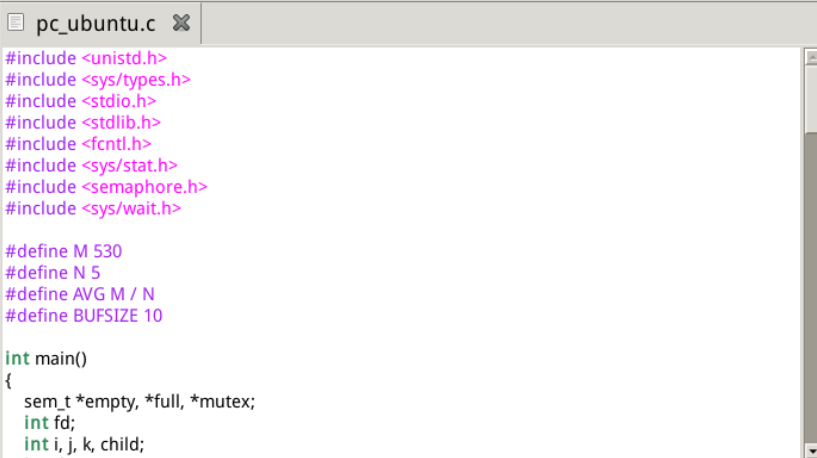 pc_ubuntu.c
#include <unistd.h>
#include <sys/types.h>
#include <stdio.h>
#include <stdlib.h>
#include <fcntl.h>
#include <sys/stat.h>
#include <semaphore.h>
#include <sys/wait.h>
#define M 530
#define N 5
#define AVG M / N
#define BUFSIZE 10
int main()
{
sem_t *empty, *full, *mutex;
int fd;
int i, j, k, child;